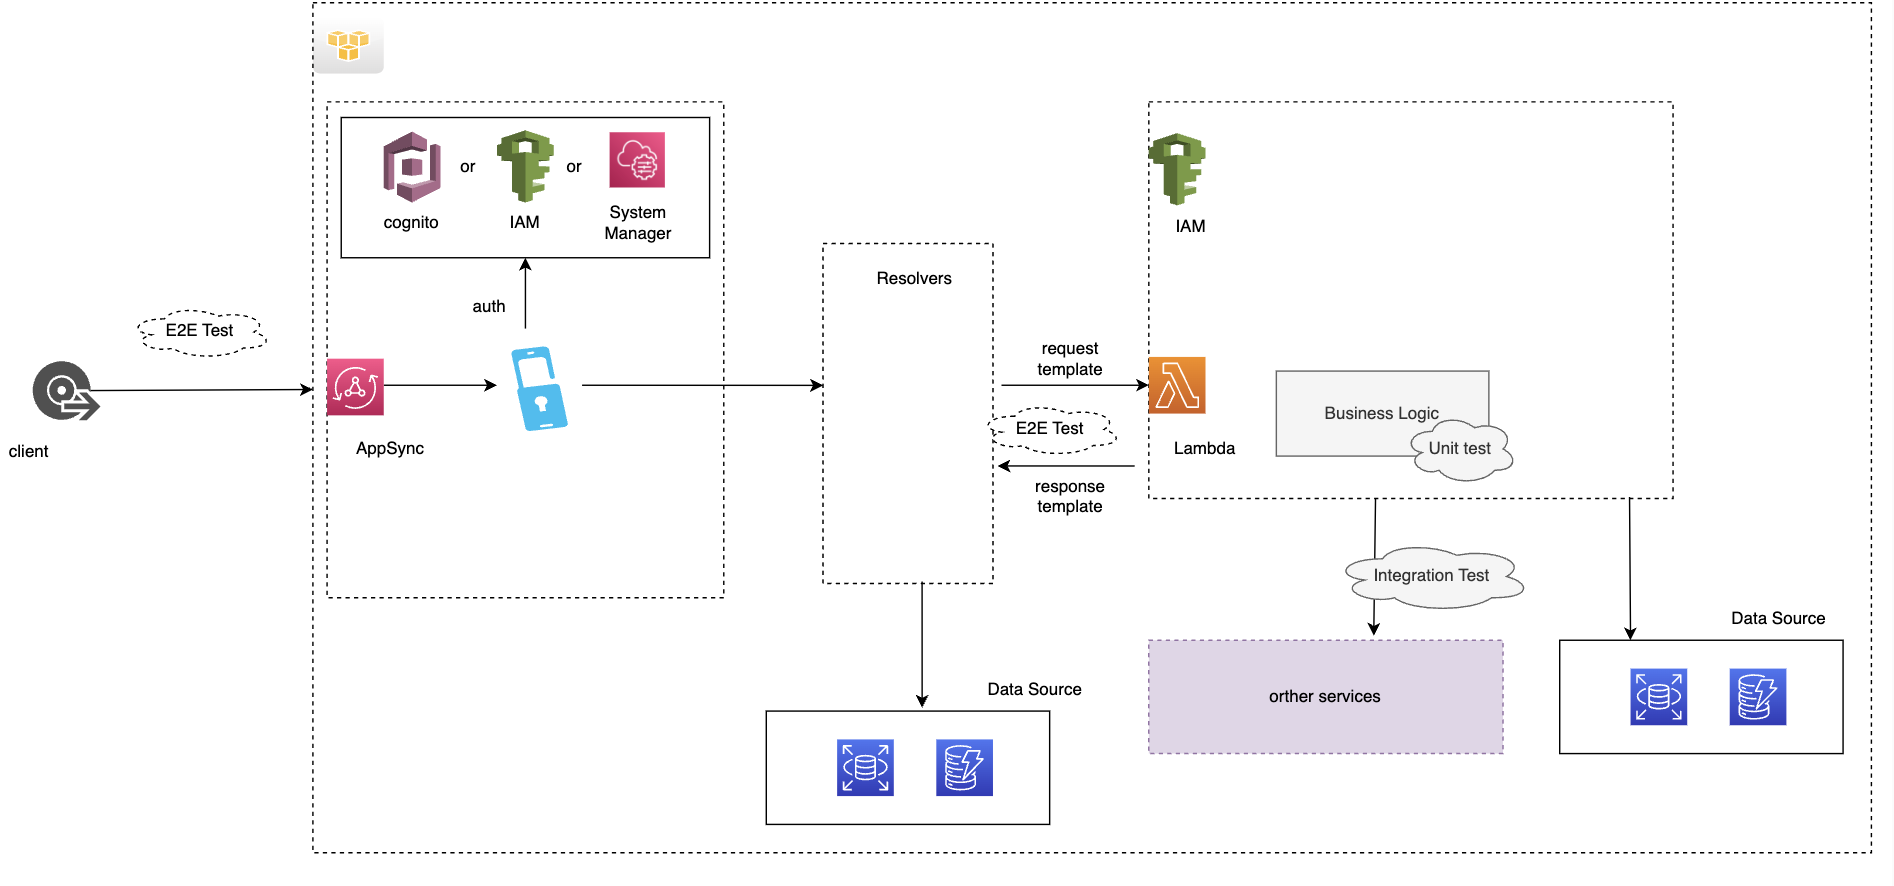 cognito
or
IAM
or
System
Manager
auth
E2E Test
client
AppSync
Resolvers
request
template
E2E Test
response
template
IAM
Lambda
Business Logic
Unit test
Integration Test
orther services
Data Source
Data Source